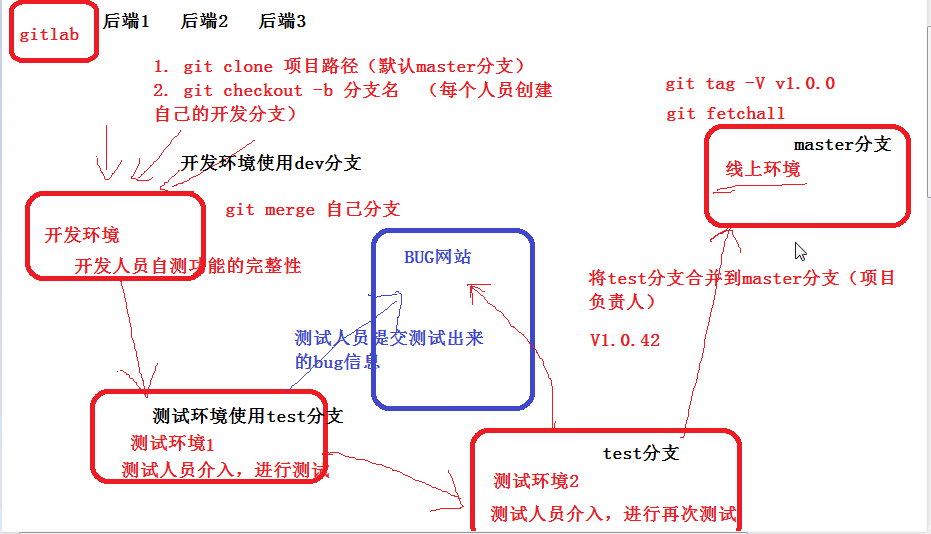 gitlab
后端1 后端2 后端3
1. git clone 项目路径（默认master分支）
2. git checkout -b 分支名 （每个人员创建
自己的开发分支）
git tag -V v1.0.0
git fetchall
master分支
线上环境
开发环境使用dev分支
git merge 自己分支
开发环境
开发人员自测功能的完整性
BUG网站
将test分支合并到master分支（项目
负责人）
V1.0.42
测试人员提交测试出来
的bug信息
测试环境使用test分支
测试环境1
测试人员介入，进行测试
test分支
测试环境2
测试人员介入，进行再次测试